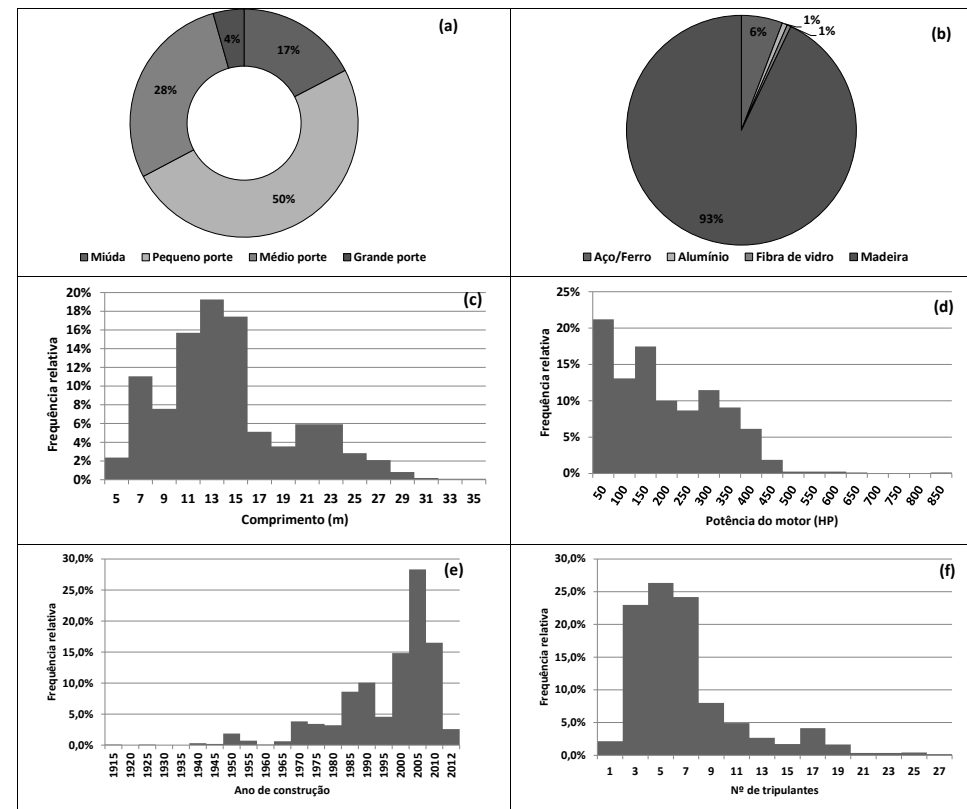 (a)
4%
17%
28%
50%
Miúda Pequeno porte Médio porte Grande porte
(b)
6%
1%
1%
93%
Aço/Ferro Alumínio Fibra de vidro Madeira
(c)
Frequência relativa
20%
18%
16%
14%
12%
10%
8%
6%
4%
2%
0%
5 7 9 11 13 15 17 19 21 23 25 27 29 31 33 35
Comprimento (m)
(d)
Frequência relativa
25%
20%
15%
10%
5%
0%
50 100 150 200 250 300 350 400 450 500 550 600 650 700 750 800 850
Potência do motor (HP)
(e)
Frequência relativa
30,0%
25,0%
20,0%
15,0%
10,0%
5,0%
0,0%
1915 1920 1925 1930 1935 1940 1945 1950 1955 1960 1965 1970 1975 1980 1985 1990 1995 2000 2005 2010 2012
Ano de construção
(f)
Frequência relativa
30,0%
25,0%
20,0%
15,0%
10,0%
5,0%
0,0%
1 3 5 7 9 11 13 15 17 20 21 23 25 27
Nº de tripulantes